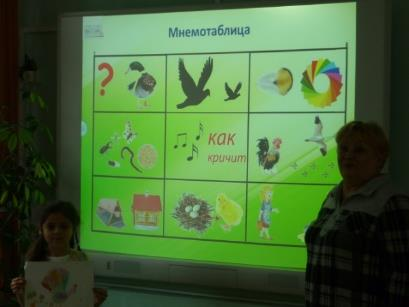 Мнемотаблица
?
как
кричит